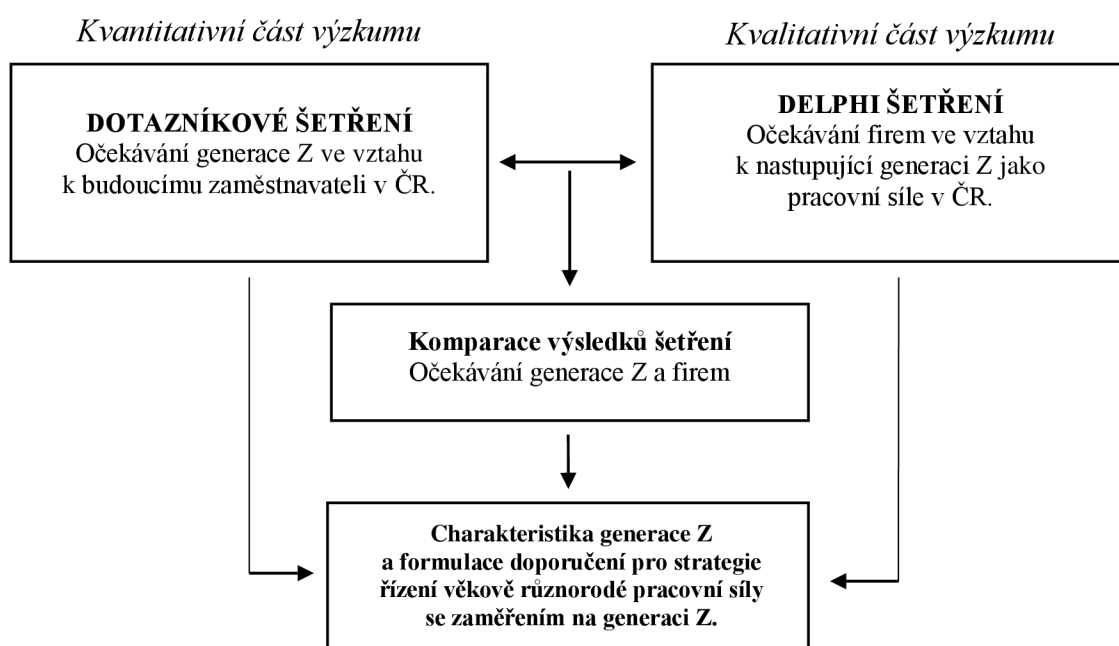 Kvantitativní část výzkumu
DOTAZNÍKOVÉ ŠETŘENÍ
Očekávání generace Z ve vztahu
k budoucímu zaměstnavateli v ČR.
Kvalitativní část výzkumu
DELPHI ŠETŘENÍ
Očekávání firem ve vztahu
k nastupující generaci Z jako
pracovní síle v ČR.
Komparace výsledků šetření
Očekávání generace Z a firem
Charakteristika generace Z
a formulace doporučení pro strategie
řízení věkově různorodé pracovní síly
se zaměřením na generaci Z.